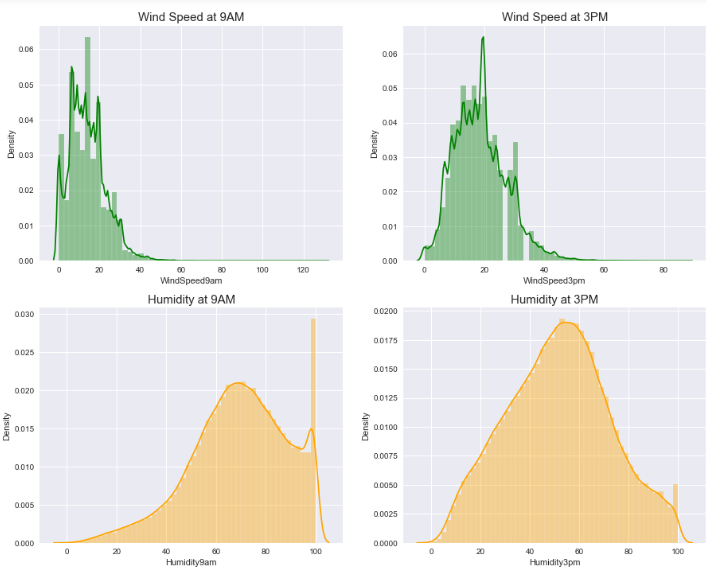 Wind Speed at 9AM
Wind Speed at 3PM
0.06
0.05
0.04
0.03
0.02
0.01
0.00
Density
0 20 40 60 80 100 120
WindSpeed9am
0.06
0.05
0.04
0.03
0.02
0.01
0.00
Density
0 20 40 60 80
WindSpeed3pm
Humidity at 9AM
Humidity at 3PM
0.030
0.025
0.020
0.015
0.010
0.005
0.000
Density
0 20 40 60 80 100
Humidity9am
0.0200
0.0175
0.0150
0.0125
0.0100
0.0075
0.0050
0.0025
0.0000
Density
0 20 40 60 80 100
Humidity3pm